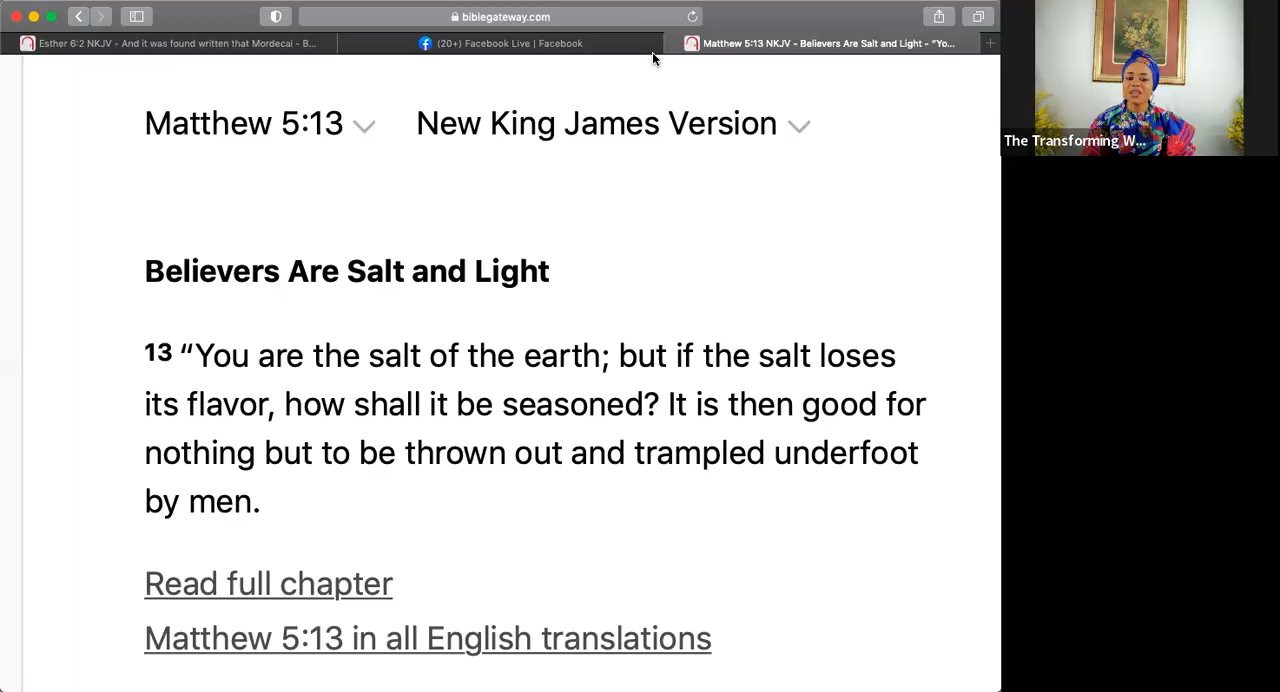 biblegateway.com
Esther 6:2 NKJV - And it was found written that Mordecai - B...
(20+) Facebook Live | Facebook
Matthew 5:13 NKJV - Believers Are Salt and Light - “Yo...
The Transforming W...
Matthew 5:13
New King James Version
Believers Are Salt and Light
13 “You are the salt of the earth; but if the salt loses
its flavor, how shall it be seasoned? It is then good for
nothing but to be thrown out and trampled underfoot
by men.
Read full chapter
Matthew 5:13 in all English translations